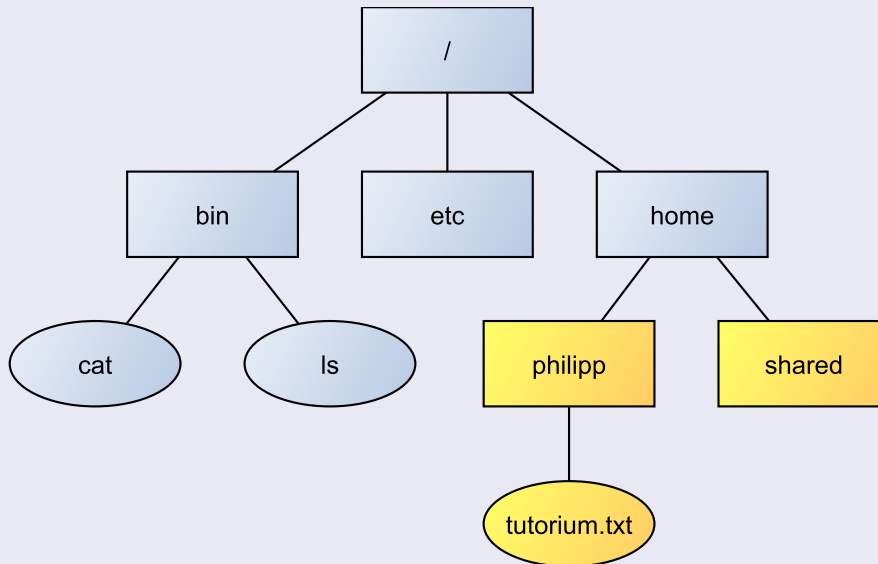 /
bin
etc
home
cat
ls
philipp
shared
tutorium.txt